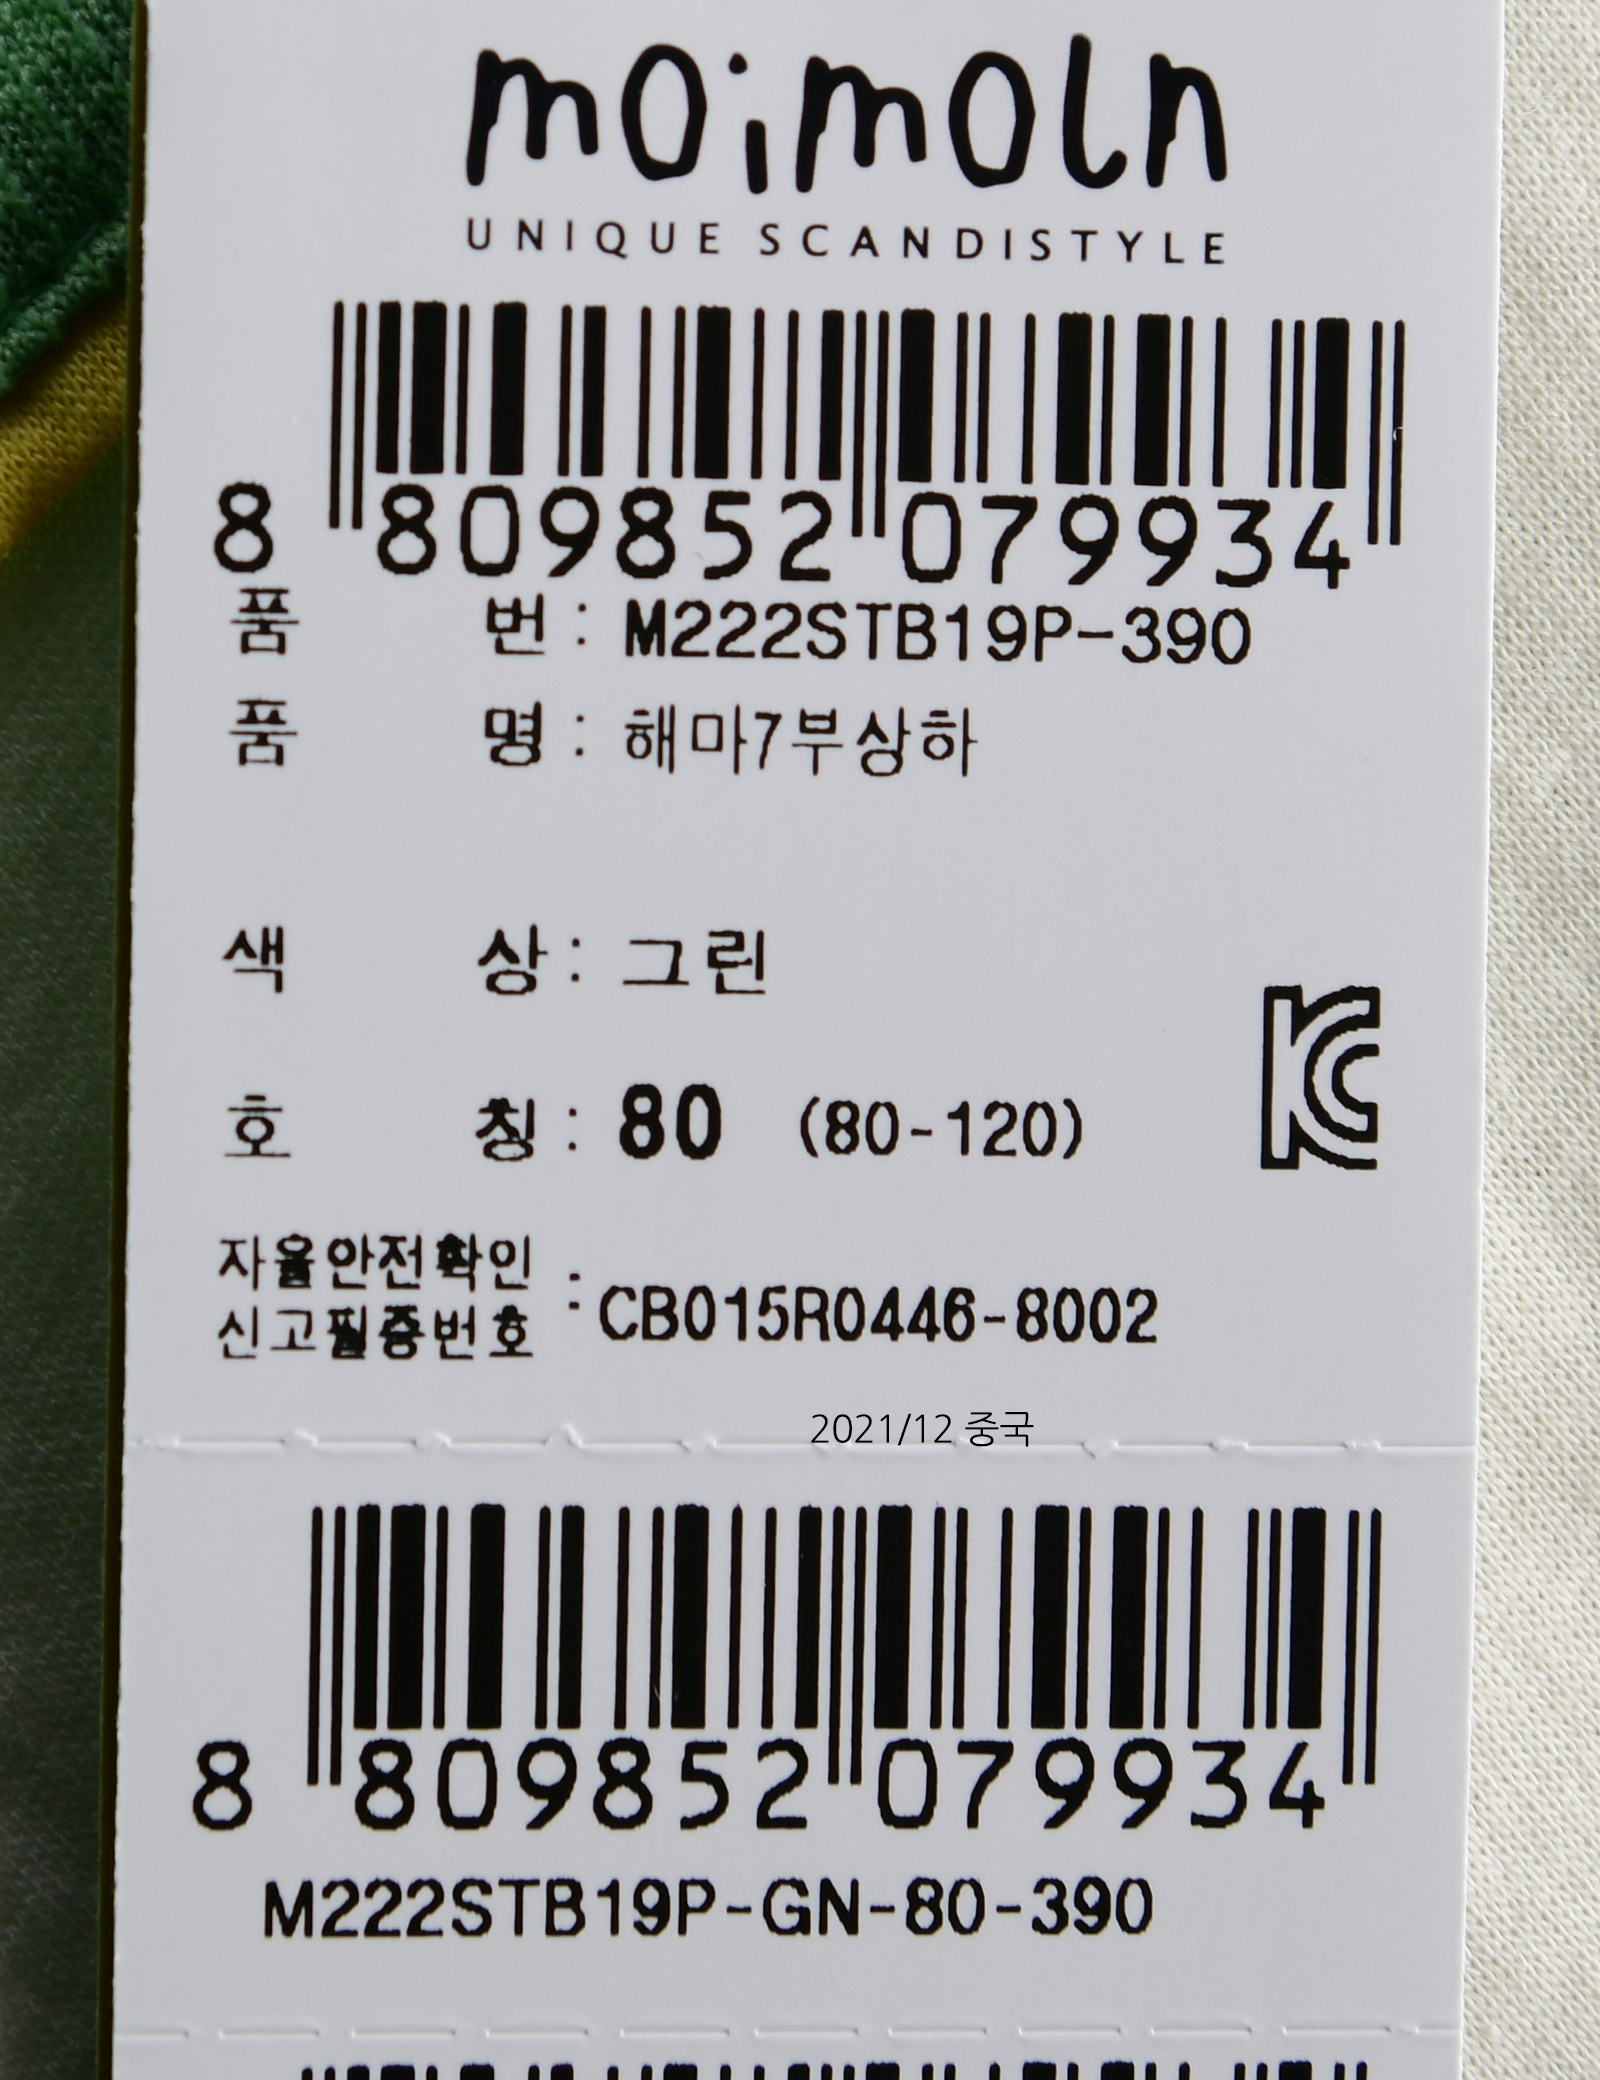 moimoln
UNIQUE SCANDISTYLE
8 809852 079934
품 번 : M222STB19P-390
품 명 : 해마7부상하
색 상 : 그린
호 칭 : 80 (80-120)
KC
자율안전확인
신고필증번호 : CB015R0446-8002
2021/12 중국
8 809852 079934
M222STB19P-GN-80-390